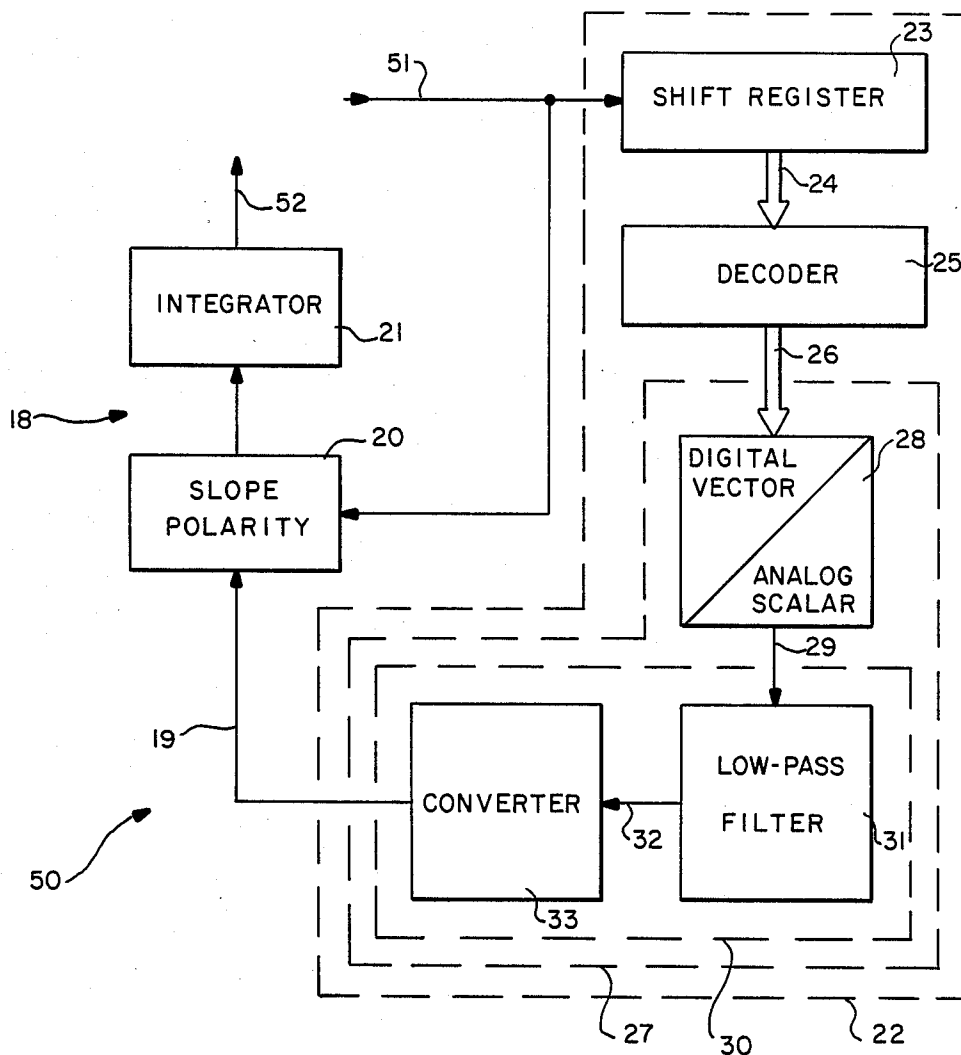 23
51
SHIFT REGISTER
24
52
DECODER
25
INTEGRATOR
21
26
18
20
28
SLOPE
POLARITY
DIGITAL
VECTOR
ANALOG
SCALAR
29
19
LOW-PASS
FILTER
CONVERTER
32
31
50
33
30
27
22